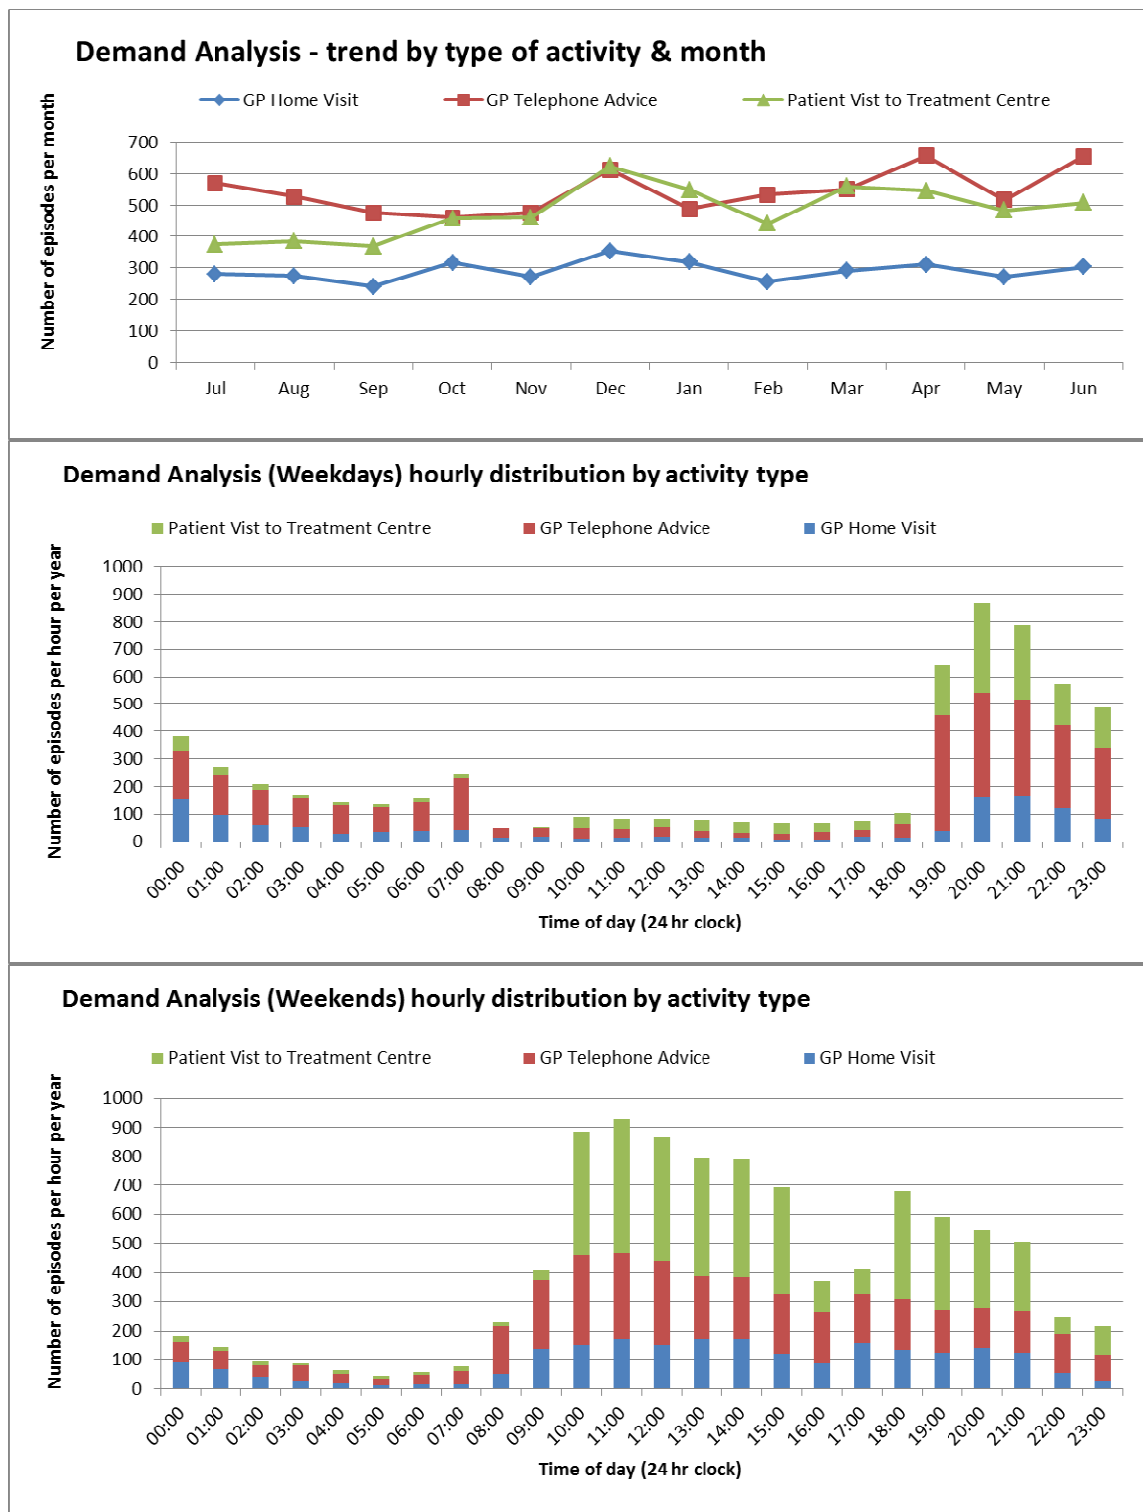 Demand Analysis - trend by type of activity & month
GP Home Visit
GP Telephone Advice
Patient Vist to Treatment Centre
Number of episodes per month
700
600
500
400
300
200
100
0
Jul Aug Sep Oct Nov Dec Jan Feb Mar Apr May Jun
Demand Analysis (Weekdays) hourly distribution by activity type
Patient Vist to Treatment Centre
GP Telephone Advice
GP Home Visit
Number of episodes per hour per year
1000
900
800
700
600
500
400
300
200
100
0
00:00 01:00 02:00 03:00 04:00 05:00 06:00 07:00 08:00 09:00 10:00 11:00 12:00 13:00 14:00 15:00 16:00 17:00 18:00 19:00 20:00 21:00 22:00 23:00
Time of day (24 hr clock)
Demand Analysis (Weekends) hourly distribution by activity type
Patient Vist to Treatment Centre
GP Telephone Advice
GP Home Visit
Number of episodes per hour per year
1000
900
800
700
600
500
400
300
200
100
0
00:00 01:00 02:00 03:00 04:00 05:00 06:00 07:00 08:00 09:00 10:00 11:00 12:00 13:00 14:00 15:00 16:00 17:00 18:00 19:00 20:00 21:00 22:00 23:00
Time of day (24 hr clock)